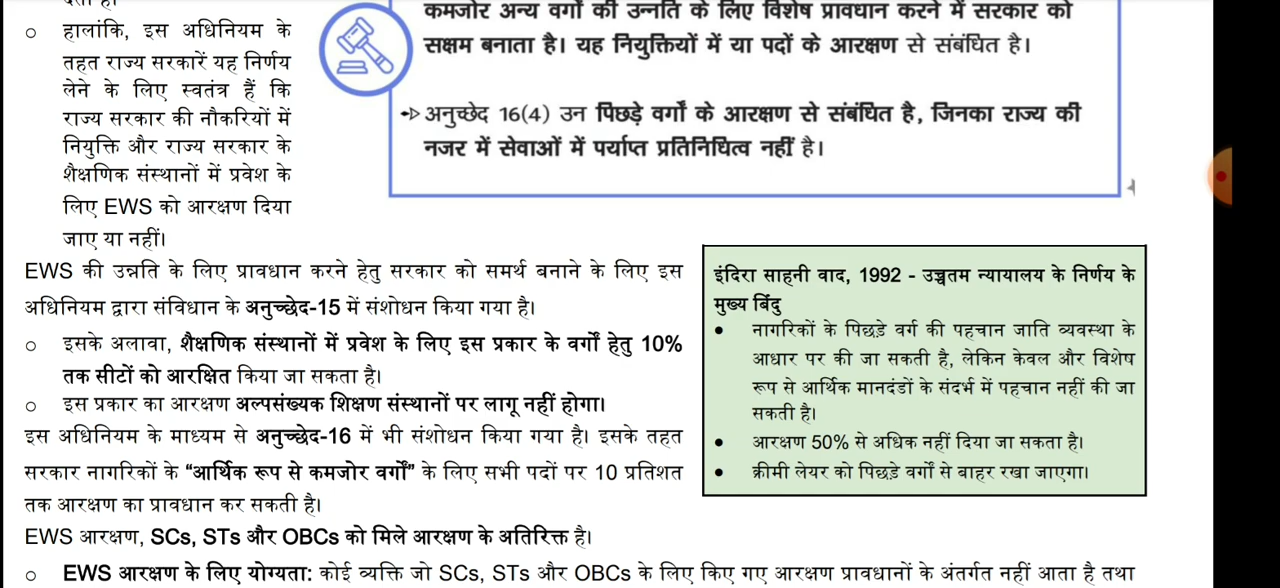 कमजोर अन्य वर्गों की उन्नति के लिए विशेष प्रावधान करने में सरकार को
सक्षम बनाता है। यह नियुक्तियों में या पदों के आरक्षण से संबंधित है।
अनुच्छेद 16(4) उन पिछड़े वर्गों के आरक्षण से संबंधित है, जिनका राज्य की
नजर में सेवाओं में पर्याप्त प्रतिनिधित्व नहीं है।
○ हालांकि, इस अधिनियम के
तहत राज्य सरकारें यह निर्णय
लेने के लिए स्वतंत्र हैं कि
राज्य सरकार की नौकरियों में
नियुक्ति और राज्य सरकार के
शैक्षणिक संस्थानों में प्रवेश के
लिए EWS को आरक्षण दिया
जाए या नहीं।
EWS की उन्नति के लिए प्रावधान करने हेतु सरकार को समर्थ बनाने के लिए इस
अधिनियम द्वारा संविधान के अनुच्छेद-15 में संशोधन किया गया है।
○ इसके अलावा, शैक्षणिक संस्थानों में प्रवेश के लिए इस प्रकार के वर्गों हेतु 10%
तक सीटों को आरक्षित किया जा सकता है।
○ इस प्रकार का आरक्षण अल्पसंख्यक शिक्षण संस्थानों पर लागू नहीं होगा।
इस अधिनियम के माध्यम से अनुच्छेद-16 में भी संशोधन किया गया है। इसके तहत
सरकार नागरिकों के “आर्थिक रूप से कमजोर वर्गों” के लिए सभी पदों पर 10 प्रतिशत
तक आरक्षण का प्रावधान कर सकती है।
इंदिरा साहनी वाद, 1992 - उच्चतम न्यायालय के निर्णय के
मुख्य बिंदु
• नागरिकों के पिछड़े वर्ग की पहचान जाति व्यवस्था के
आधार पर की जा सकती है, लेकिन केवल और विशेष
रूप से आर्थिक मानदंडों के संदर्भ में पहचान नहीं की जा
सकती है।
• आरक्षण 50% से अधिक नहीं दिया जा सकता है।
• क्रीमी लेयर को पिछड़े वर्गों से बाहर रखा जाएगा।
EWS आरक्षण, SCs, STs और OBCs को मिले आरक्षण के अतिरिक्त है।
○ EWS आरक्षण के लिए योग्यता: कोई व्यक्ति जो SCs, STs और OBCs के लिए किए गए आरक्षण प्रावधानों के अंतर्गत नहीं आता है तथा